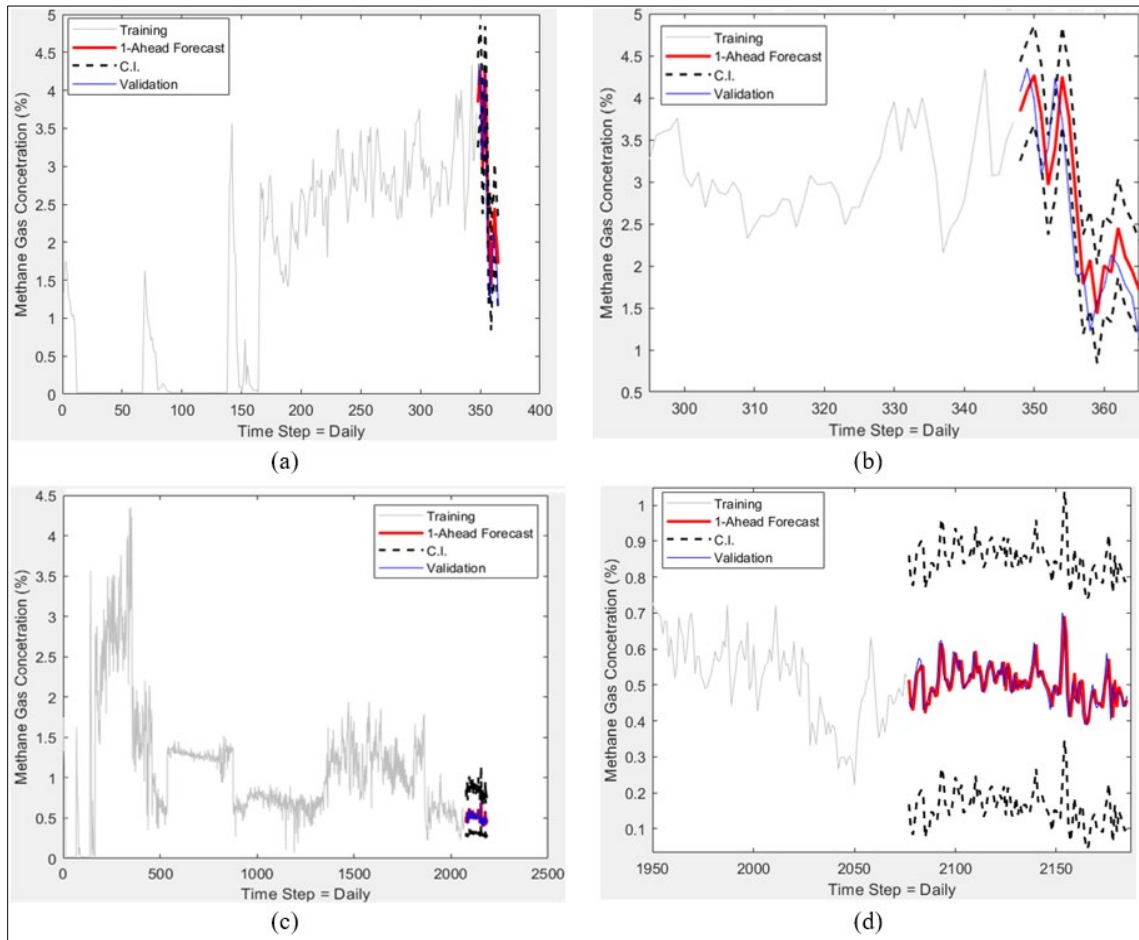 5
4.5
4
3.5
3
2.5
2
1.5
1
0.5
0
Methane Gas Concetration (%)
Training
1-Ahead Forecast
C.I.
Validation
0 50 100 150 200 250 300 350 400
Time Step = Daily
(a)
5
4.5
4
3.5
3
2.5
2
1.5
1
0.5
Methane Gas Concetration (%)
Training
1-Ahead Forecast
C.I.
Validation
300 310 320 330 340 350 360
Time Step = Daily
(b)
4.5
4
3.5
3
2.5
2
1.5
1
0.5
0
Methane Gas Concetration (%)
Training
1-Ahead Forecast
C.I.
Validation
0 500 1000 1500 2000 2500
Time Step = Daily
(c)
1
0.9
0.8
0.7
0.6
0.5
0.4
0.3
0.2
0.1
Methane Gas Concetration (%)
Training
1-Ahead Forecast
C.I.
Validation
1950 2000 2050 2100 2150
Time Step = Daily
(d)